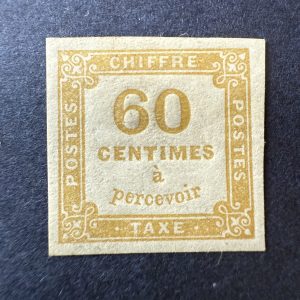 CHIFFRE
POSTES
60
CENTIMES
à
percevoir
POSTES
TAXE